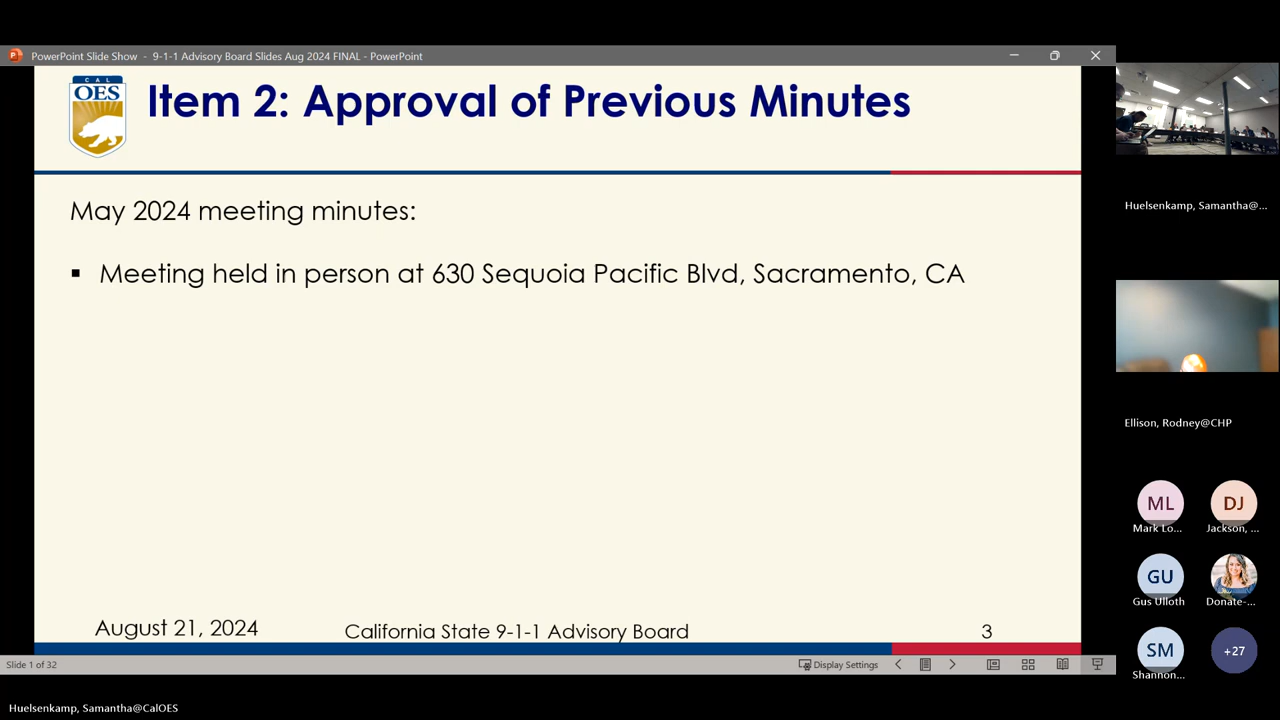 PowerPoint Slide Show - 9-1-1 Advisory Board Slides Aug 2024 FINAL - PowerPoint
CAL
OES
Item 2: Approval of Previous Minutes
May 2024 meeting minutes:
▪ Meeting held in person at 630 Sequoia Pacific Blvd, Sacramento, CA
August 21, 2024
California State 9-1-1 Advisory Board
3
Slide 1 of 32
Display Settings
Huelsenkamp, Samantha@...
Ellison, Rodney@CHP
ML
DJ
Mark Lo...
Jackson, ...
GU
Gus Ulloth
Donate-...
SM
+27
Shannon...
Huelsenkamp, Samantha@CalOES